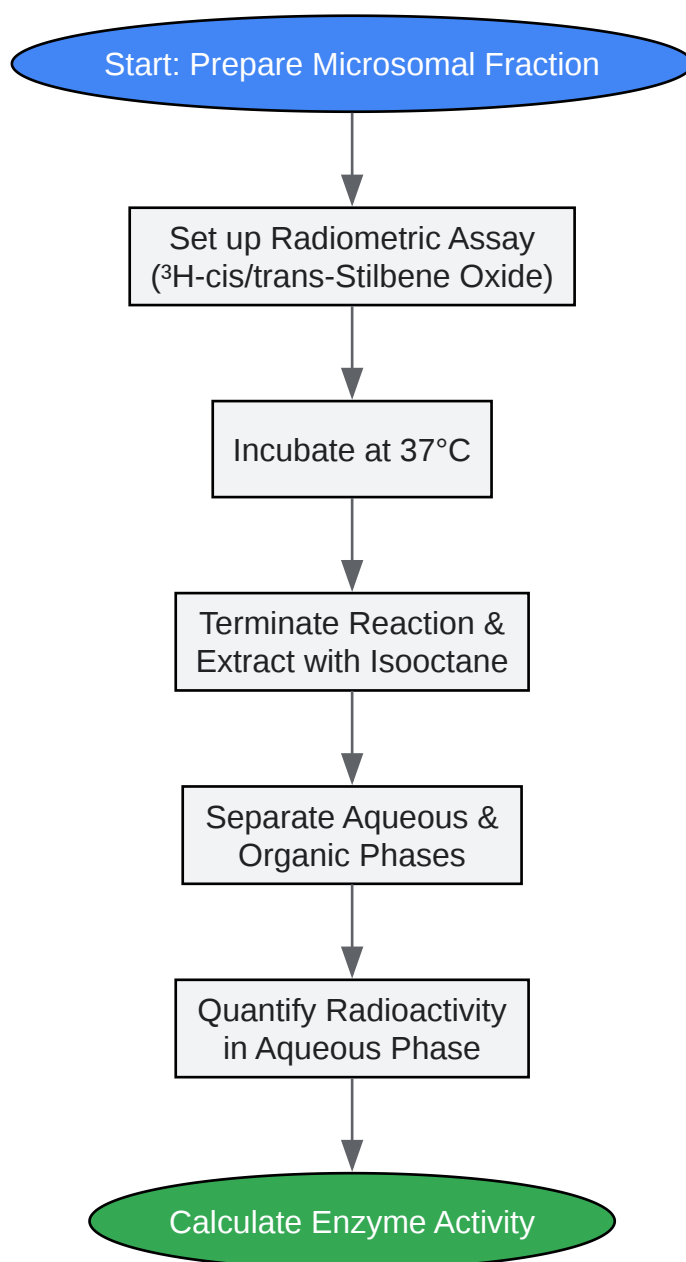 Start: Prepare Microsomal Fraction
Set up Radiometric Assay
(³H-cis/trans-Stilbene Oxide)
Incubate at 37°C
Terminate Reaction &
Extract with Isooctane
Separate Aqueous &
Organic Phases
Quantify Radioactivity
in Aqueous Phase
Calculate Enzyme Activity